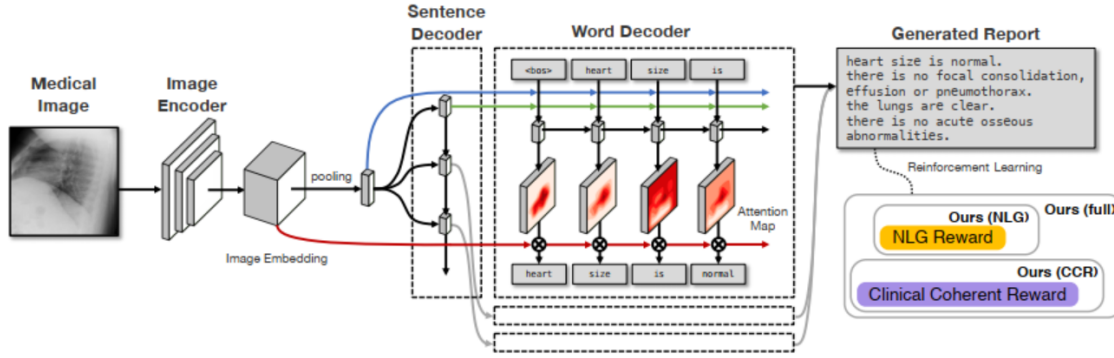 Medical
Image
Image
Encoder
pooling
Image Embedding
Sentence
Decoder
Word Decoder
<bos> heart size is
Attention
Map
heart size is normal
Generated Report
heart size is normal.
there is no focal consolidation,
effusion or pneumothorax.
the lungs are clear.
there is no acute osseous
abnormalities.
Reinforcement Learning
Ours (full)
Ours (NLG)
NLG Reward
Ours (CCR)
Clinical Coherent Reward